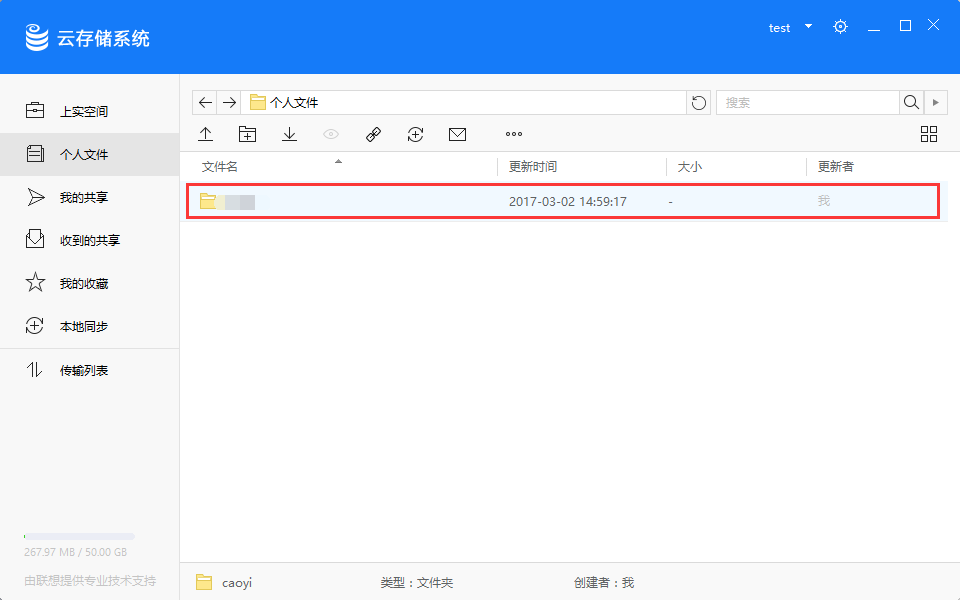 云存储系统
test
上实空间
个人文件
我的共享
收到的共享
我的收藏
本地同步
传输列表
267.97 MB / 50.00 GB
由联想提供专业技术支持
个人文件
搜索
文件名 更新时间 大小 更新者
2017-03-02 14:59:17 - 我
caoyi 类型：文件夹 创建者：我